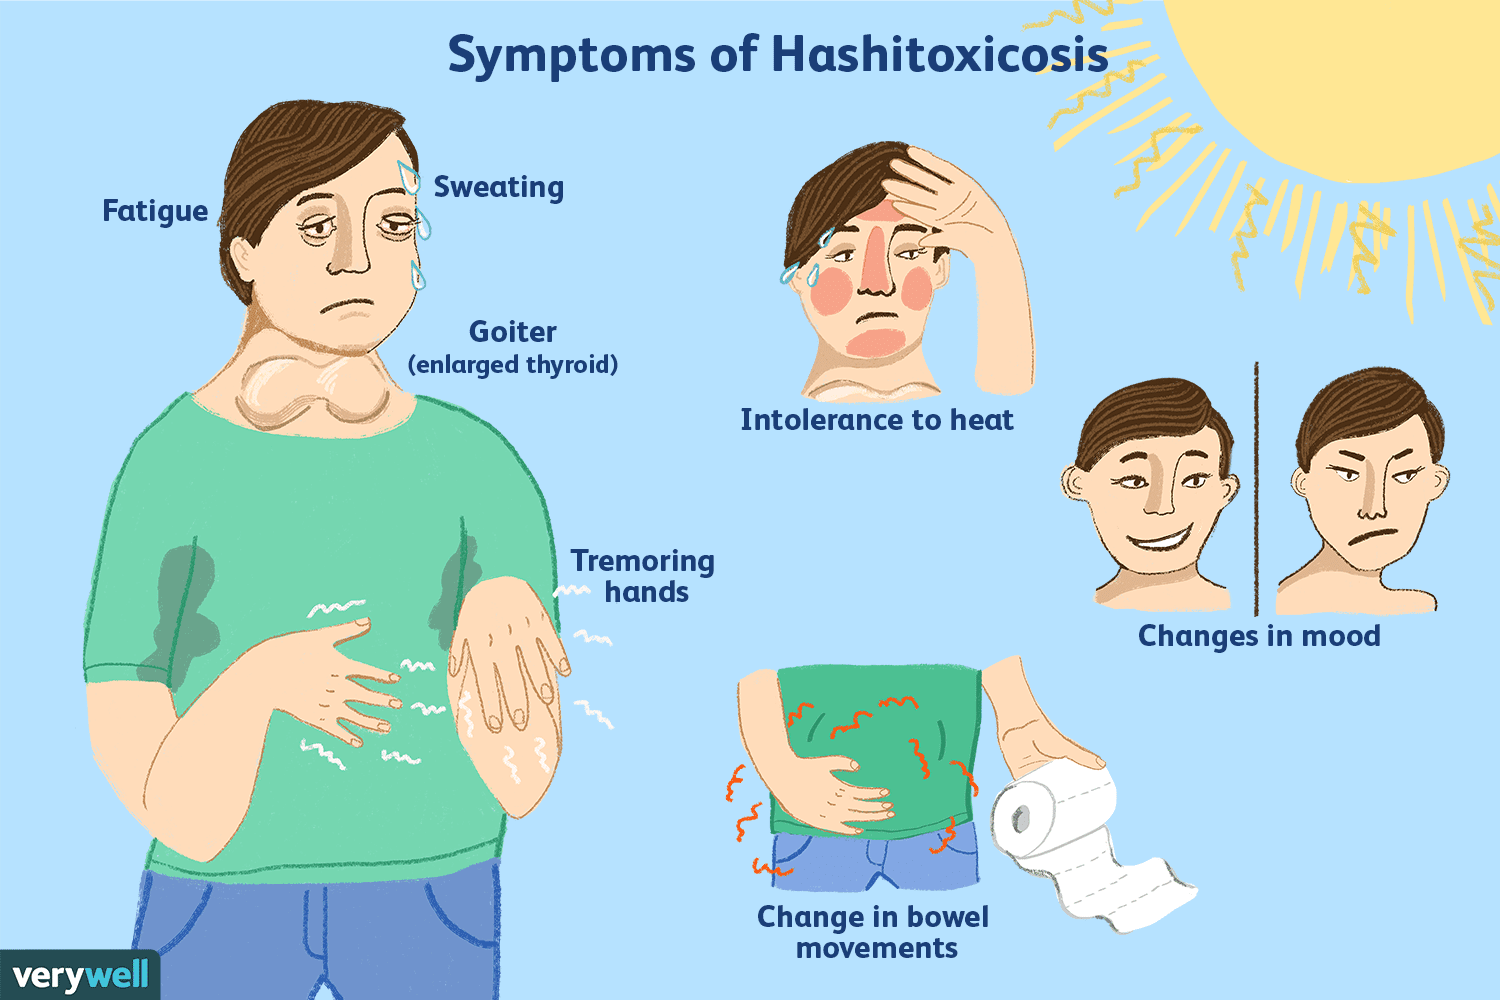 Symptoms of Hashitoxicosis
Fatigue
Sweating
Goiter
(enlarged thyroid)
Intolerance to heat
Tremoring
hands
Changes in mood
Change in bowel
movements
verywell